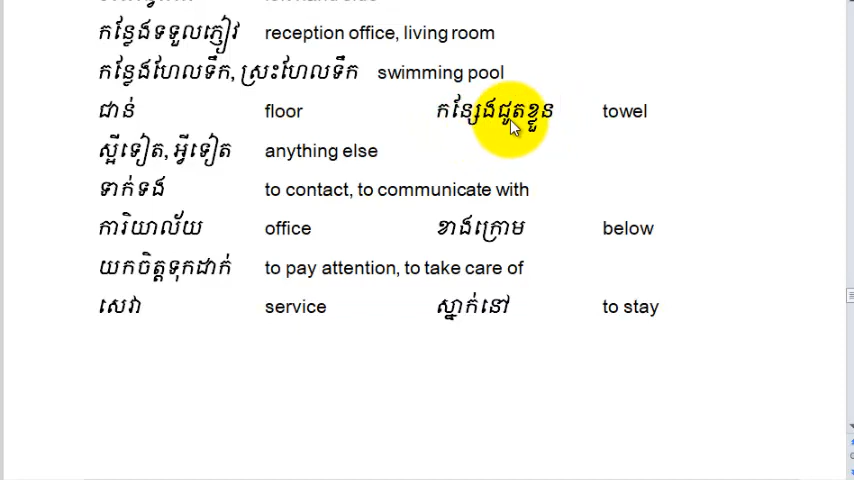 កន្លែងទទួលភ្ញៀវ reception office, living room
កន្លែងហែលទឹក, ស្រះហែលទឹក swimming pool
ជាន់ floor កន្សែងជូតខ្លួន towel
ស្អីទៀត, អ្វីទៀត anything else
ទាក់ទង to contact, to communicate with
ការិយាល័យ office ខាងក្រោម below
យកចិត្តទុកដាក់ to pay attention, to take care of
សេវា service ស្នាក់នៅ to stay